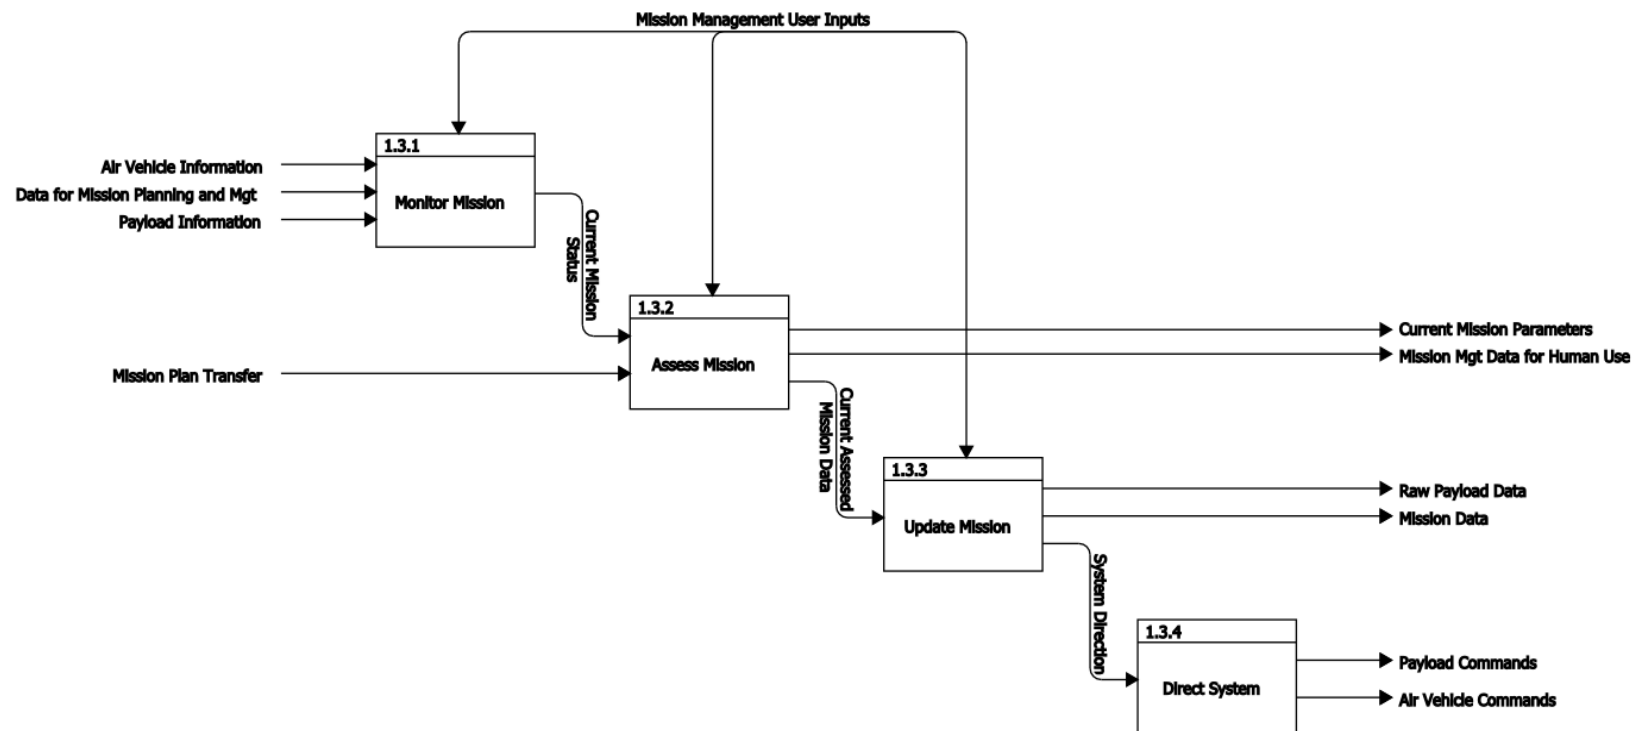 Mission Management User Inputs
1.3.1
Monitor Mission
Air Vehicle Information
Data for Mission Planning and Mgt
Payload Information
Current Mission
Status
1.3.2
Assess Mission
Mission Plan Transfer
Current Mission Parameters
Mission Mgt Data for Human Use
Current Assessed
Mission Data
1.3.3
Update Mission
Raw Payload Data
Mission Data
System Direction
1.3.4
Direct System
Payload Commands
Air Vehicle Commands